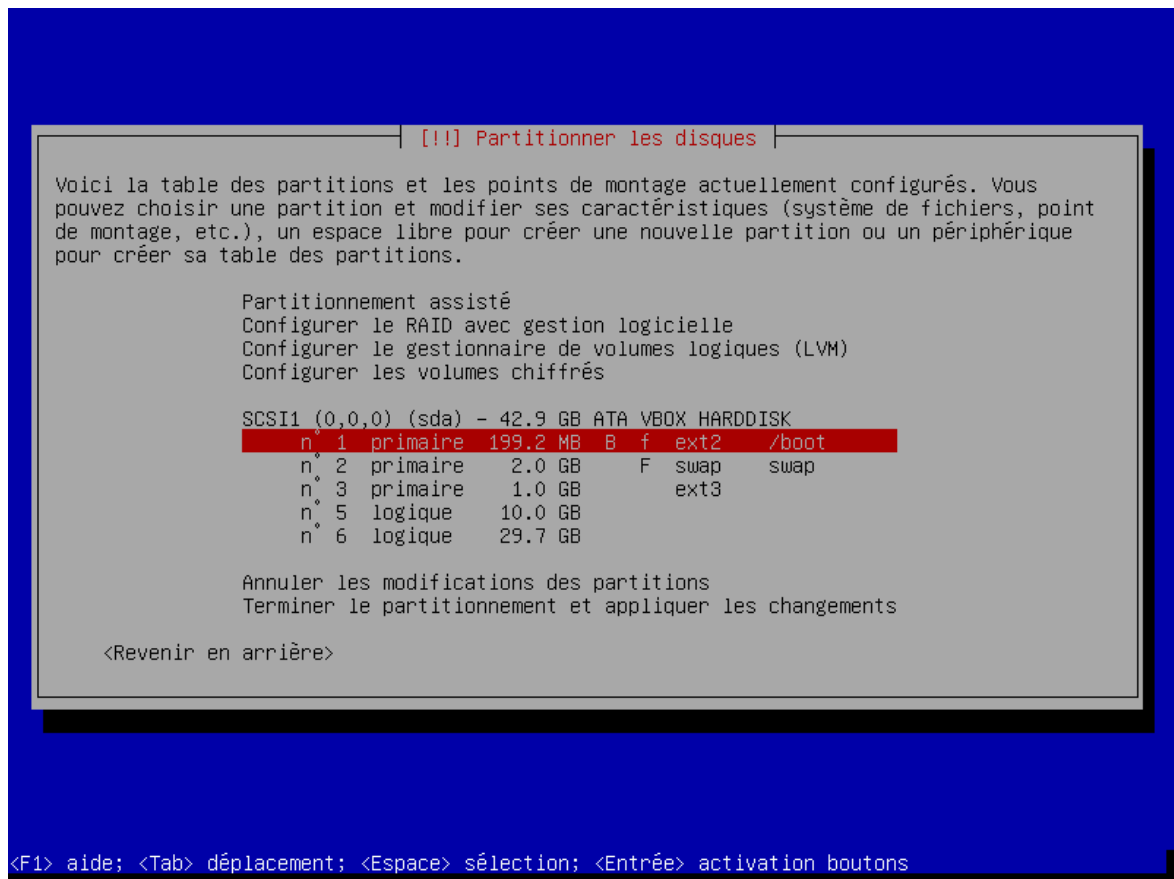 [!!] Partitionner les disques
Voici la table des partitions et les points de montage actuellement configurés. Vous
pouvez choisir une partition et modifier ses caractéristiques (système de fichiers, point
de montage, etc.), un espace libre pour créer une nouvelle partition ou un périphérique
pour créer sa table des partitions.
Partitionnement assisté
Configurer le RAID avec gestion logicielle
Configurer le gestionnaire de volumes logiques (LVM)
Configurer les volumes chiffrés
SCSI1 (0,0,0) (sda) – 42.9 GB ATA VBOX HARDDISK
n° 1 primaire 199.2 MB B f ext2 /boot
n° 2 primaire 2.0 GB F swap swap
n° 3 primaire 1.0 GB ext3
n° 5 logique 10.0 GB
n° 6 logique 29.7 GB
Annuler les modifications des partitions
Terminer le partitionnement et appliquer les changements
<Revenir en arrière>
<F1> aide; <Tab> déplacement; <Espace> sélection; <Entrée> activation boutons